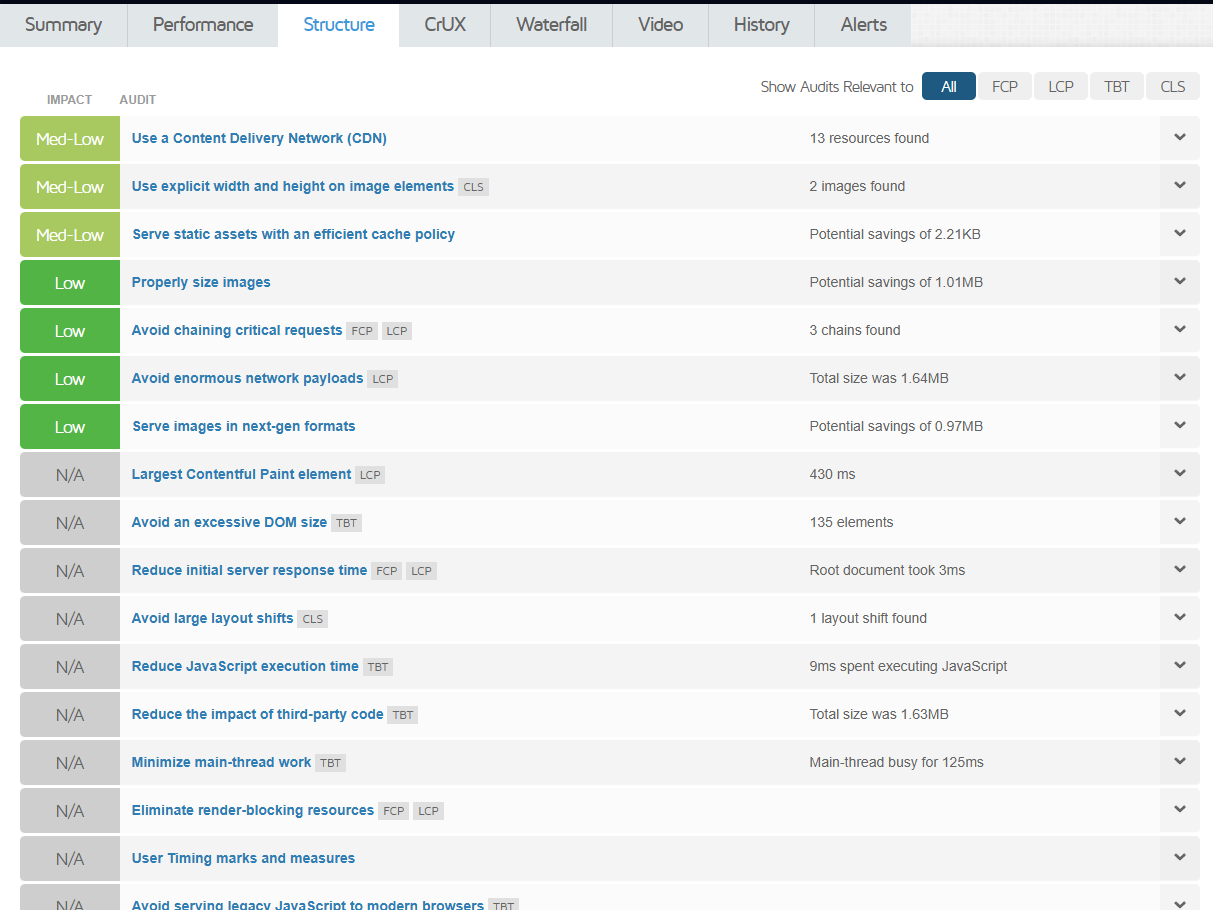 Summary Performance Structure CrUX Waterfall Video History Alerts
Show Audits Relevant to All FCP LCP TBT CLS
IMPACT AUDIT
Med-Low Use a Content Delivery Network (CDN) 13 resources found
Med-Low Use explicit width and height on image elements CLS 2 images found
Med-Low Serve static assets with an efficient cache policy Potential savings of 2.21KB
Low Properly size images Potential savings of 1.01MB
Low Avoid chaining critical requests FCP LCP 3 chains found
Low Avoid enormous network payloads LCP Total size was 1.64MB
Low Serve images in next-gen formats Potential savings of 0.97MB
N/A Largest Contentful Paint element LCP 430 ms
N/A Avoid an excessive DOM size TBT 135 elements
N/A Reduce initial server response time FCP LCP Root document took 3ms
N/A Avoid large layout shifts CLS 1 layout shift found
N/A Reduce JavaScript execution time TBT 9ms spent executing JavaScript
N/A Reduce the impact of third-party code TBT Total size was 1.63MB
N/A Minimize main-thread work TBT Main-thread busy for 125ms
N/A Eliminate render-blocking resources FCP LCP
N/A User Timing marks and measures
N/A Avoid serving legacy JavaScript to modern browsers TBT